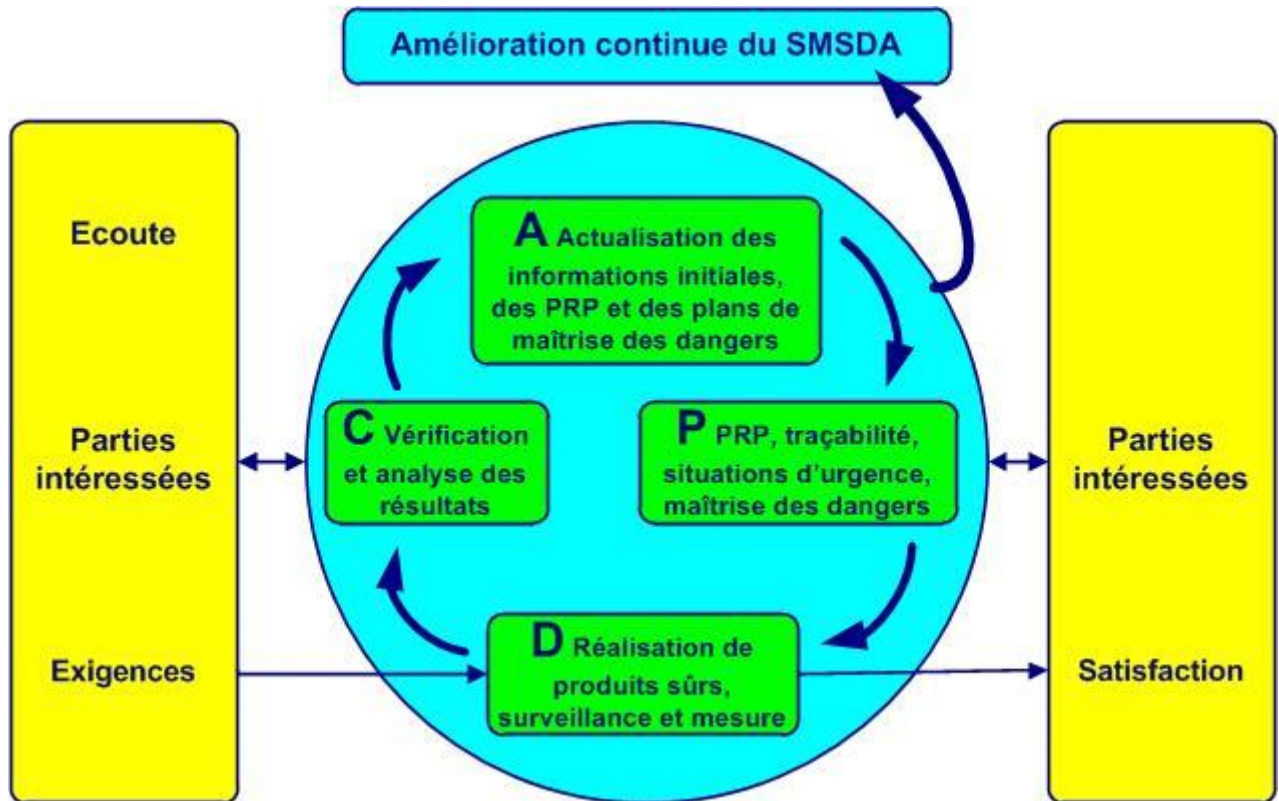 Amélioration continue du SMSDA
Ecoute
Parties
intéressées
Exigences
A Actualisation des
informations initiales,
des PRP et des plans de
maîtrise des dangers
C Vérification
et analyse des
résultats
P PRP, traçabilité,
situations d'urgence,
maîtrise des dangers
D Réalisation de
produits sûrs,
surveillance et mesure
Parties
intéressées
Satisfaction